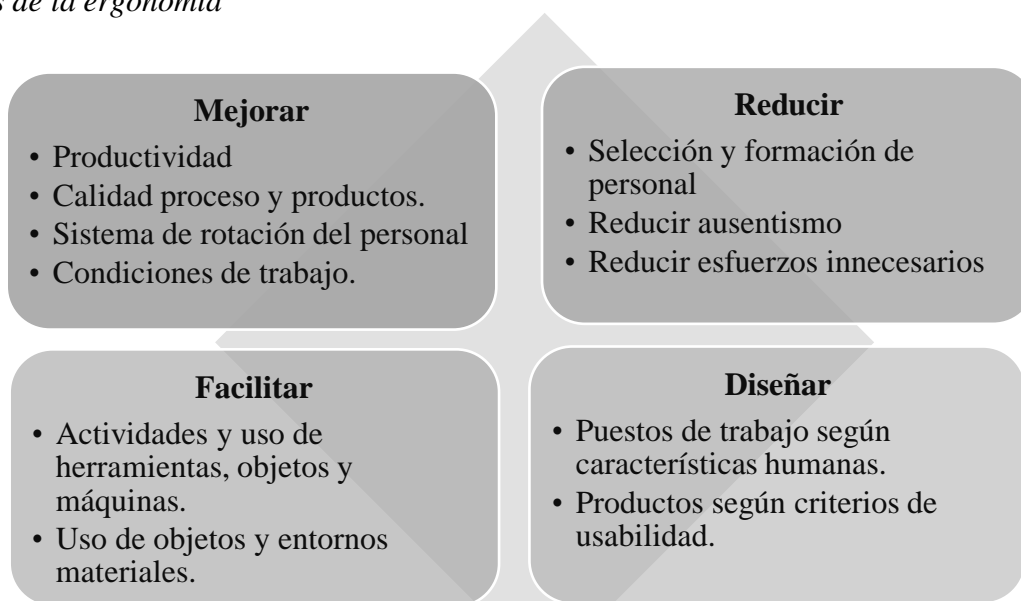 de la ergonomía
Mejorar
• Productividad
• Calidad proceso y productos.
• Sistema de rotación del personal
• Condiciones de trabajo.
Reducir
• Selección y formación de
personal
• Reducir ausentismo
• Reducir esfuerzos innecesarios
Facilitar
• Actividades y uso de
herramientas, objetos y
máquinas.
• Uso de objetos y entornos
materiales.
Diseñar
• Puestos de trabajo según
características humanas.
• Productos según criterios de
usabilidad.